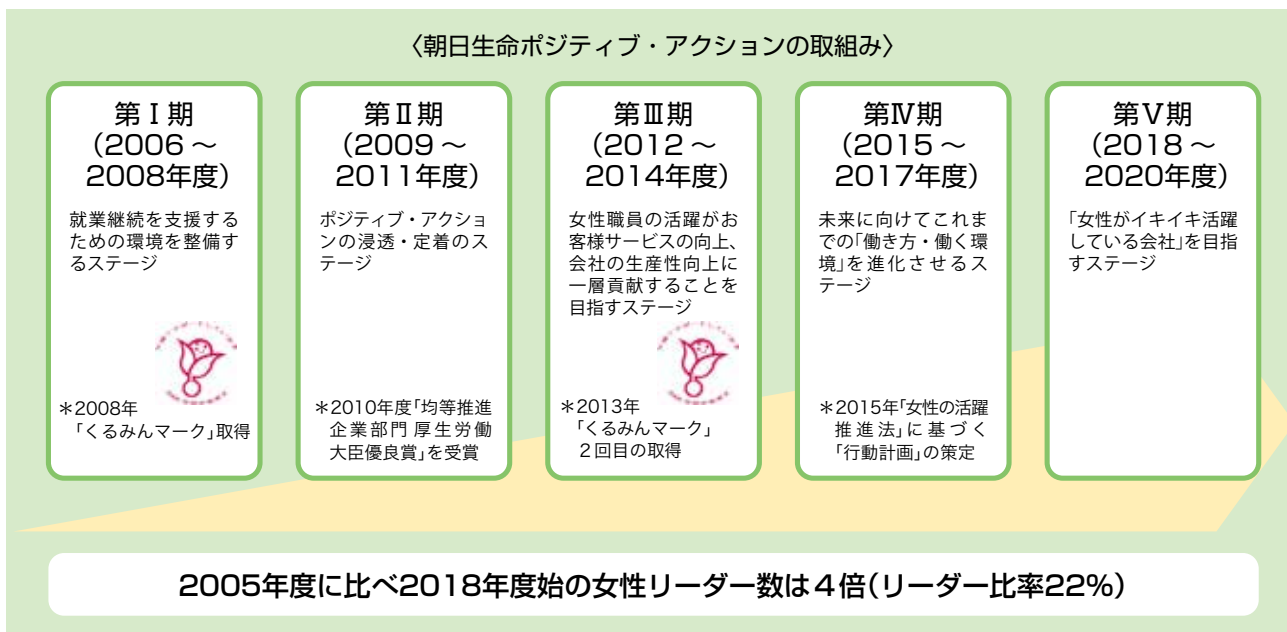 〈朝日生命ポジティブ・アクションの取組み〉
第Ⅰ期
(2006～
2008年度)
就業継続を支援する
ための環境を整備す
るステージ
＊2008年
「くるみんマーク」取得
第Ⅱ期
(2009～
2011年度)
ポジティブ・アクショ
ンの浸透・定着のス
テージ
＊2010年度「均等推進
企業部門 厚生労働
大臣優良賞」を受賞
第Ⅲ期
(2012～
2014年度)
女性職員の活躍がお
客様サービスの向上、
会社の生産性向上に
一層貢献することを
目指すステージ
＊2013年
「くるみんマーク」
2回目の取得
第Ⅳ期
(2015～
2017年度)
未来に向けてこれま
での「働き方・働く環
境」を進化させるス
テージ
＊2015年「女性の活躍
推進法」に基づく
「行動計画」の策定
第Ⅴ期
(2018～
2020年度)
「女性がイキイキ活躍
している会社」を目指
すステージ
2005年度に比べ2018年度始の女性リーダー数は4倍(リーダー比率22%)